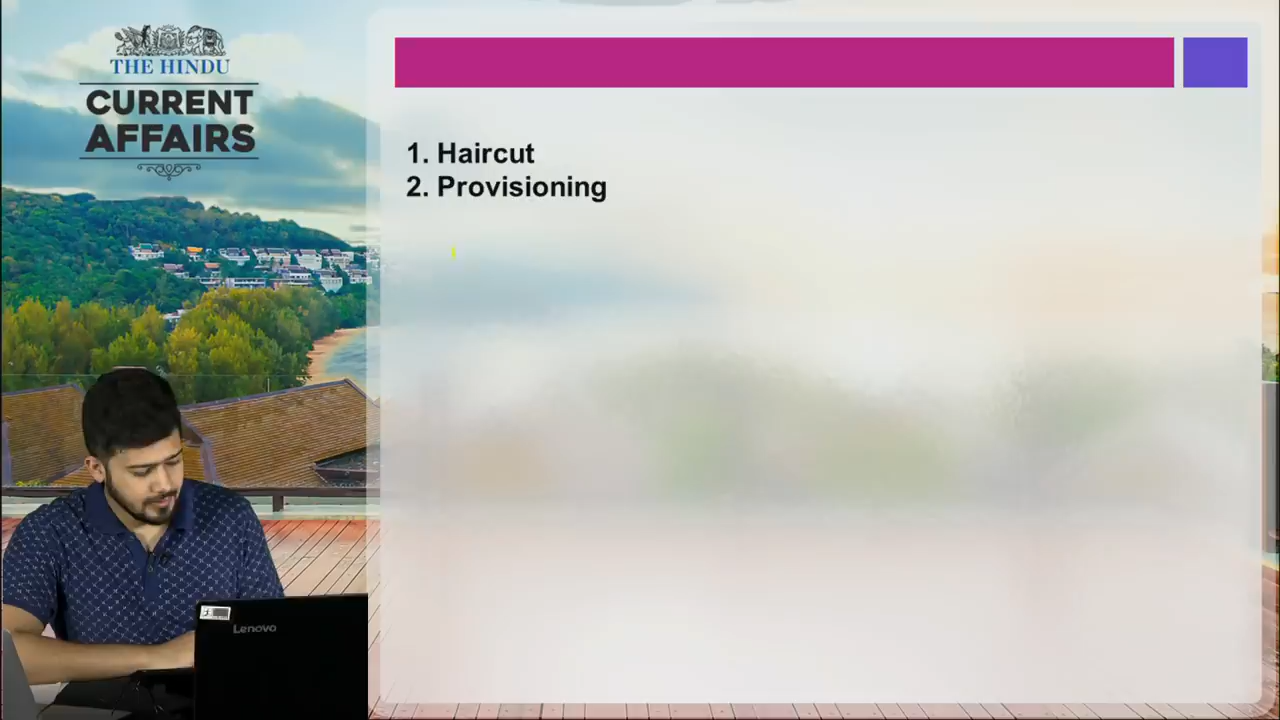 THE HINDU
CURRENT
AFFAIRS
1. Haircut
2. Provisioning
Lenovo